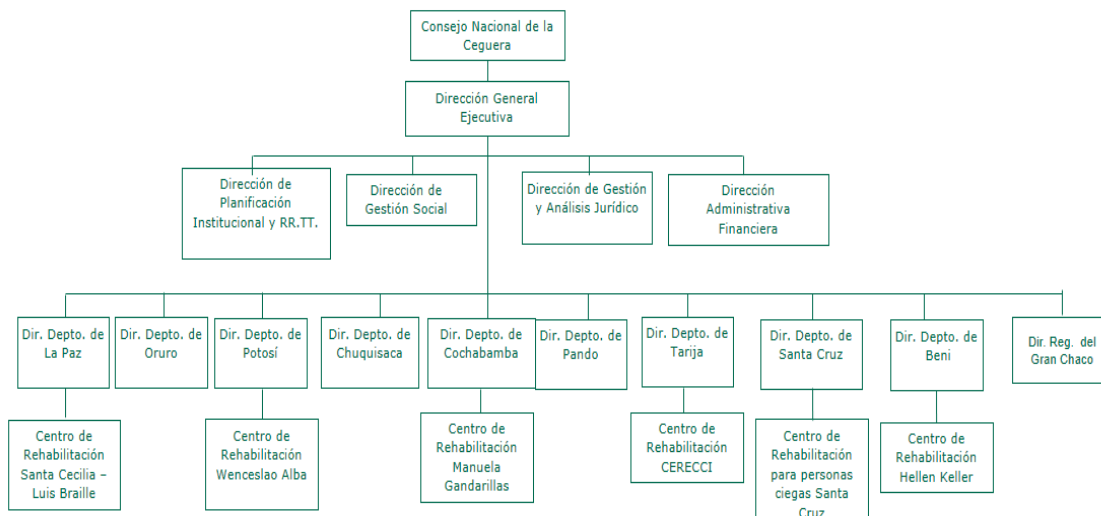 Consejo Nacional de la
Ceguera
Dirección General
Ejecutiva
Dirección de
Planificación
Institucional y RR.TT.
Dirección de
Gestión Social
Dirección de Gestión
y Análisis Jurídico
Dirección
Administrativa
Financiera
Dir. Depto. de
La Paz
Dir. Depto. de
Oruro
Dir. Depto. de
Potosí
Dir. Depto. de
Chuquisaca
Dir. Depto. de
Cochabamba
Dir. Depto. de
Pando
Dir. Depto. de
Tarija
Dir. Depto. de
Santa Cruz
Dir. Depto. de
Beni
Dir. Reg. del
Gran Chaco
Centro de
Rehabilitación
Santa Cecilia –
Luis Braille
Centro de
Rehabilitación
Wenceslao Alba
Centro de
Rehabilitación
Manuela
Gandarillas
Centro de
Rehabilitación
CERECCI
Centro de
Rehabilitación
para personas
ciegas Santa
Cruz
Centro de
Rehabilitación
Hellen Keller